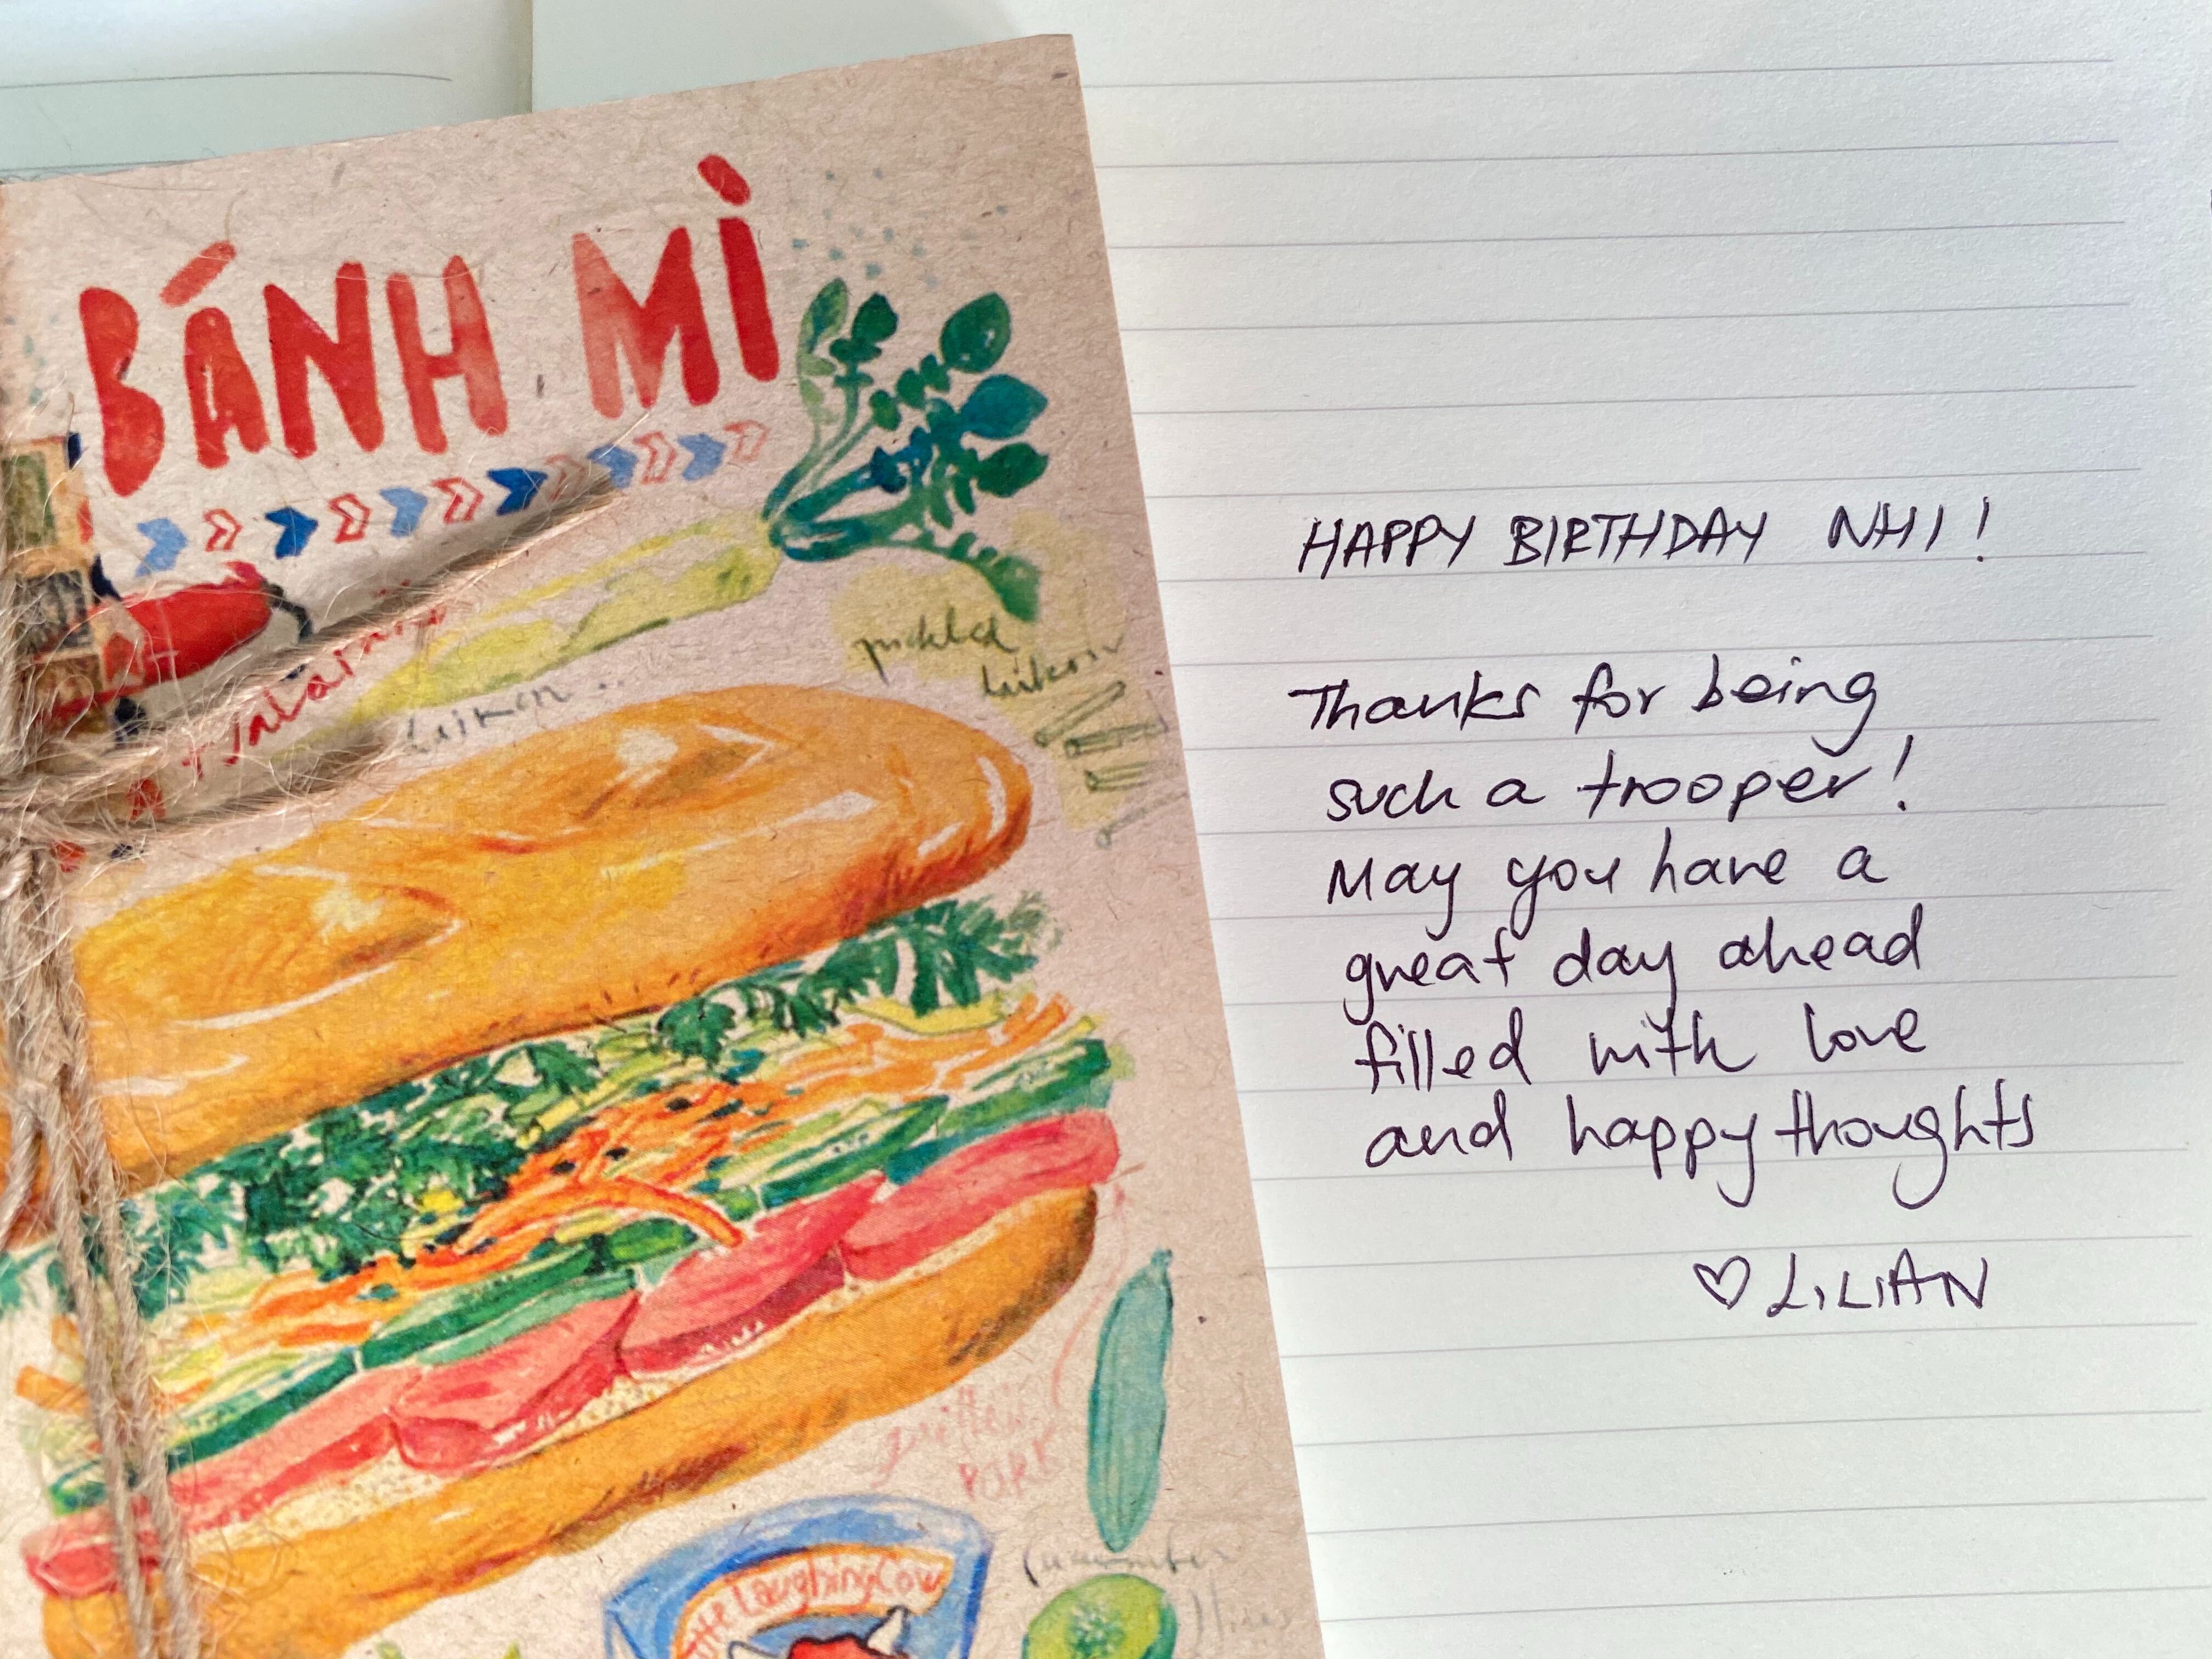 BÁNH MÌ
pickled
daikon
daikon ..
grilled
PORK
The Laughing Cow
cucumber
slices
HAPPY BIRTHDAY NHI!
Thanks for being
such a trooper!
May you have a
great day ahead
filled with love
and happy thoughts
♡ LILIAN